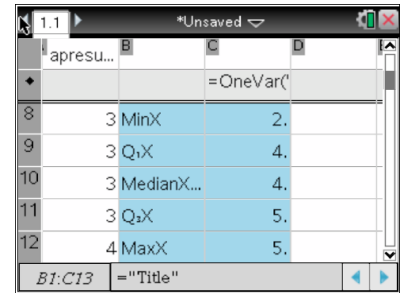 1.1 *Unsaved
apresu... B C D E
=OneVar('
8 3 MinX 2.
9 3 Q₁X 4.
10 3 MedianX... 4.
11 3 Q₂X 5.
12 4 MaxX 5.
B1:C13 ="Title"